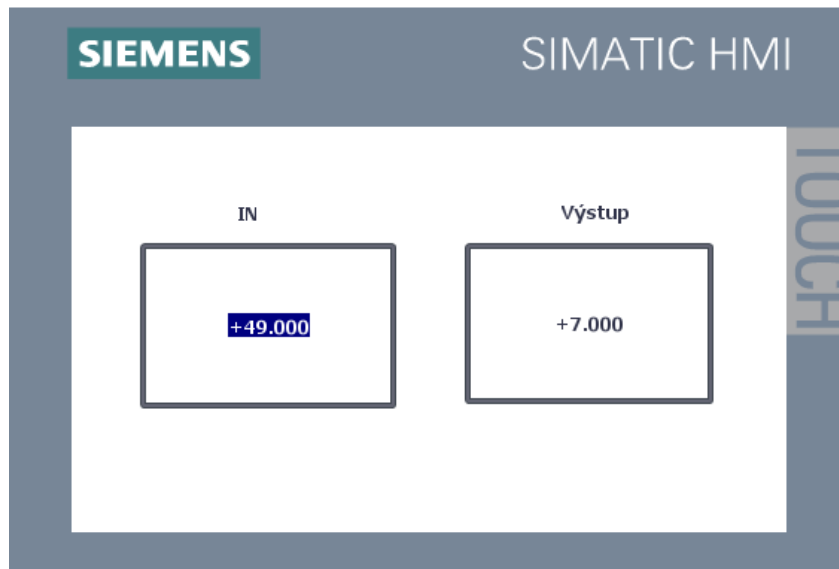 SIEMENS
SIMATIC HMI
TOUCH
IN
Výstup
+49.000
+7.000